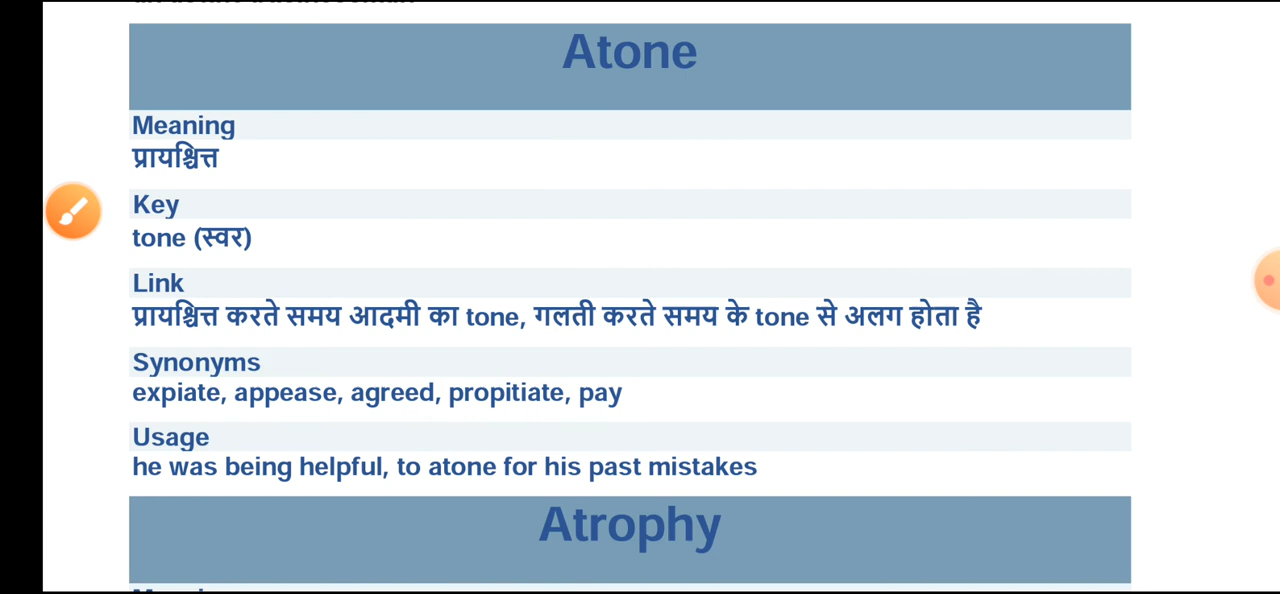 Atone
Meaning
प्रायश्चित्त
Key
tone (स्वर)
Link
प्रायश्चित्त करते समय आदमी का tone, गलती करते समय के tone से अलग होता है
Synonyms
expiate, appease, agreed, propitiate, pay
Usage
he was being helpful, to atone for his past mistakes
Atrophy